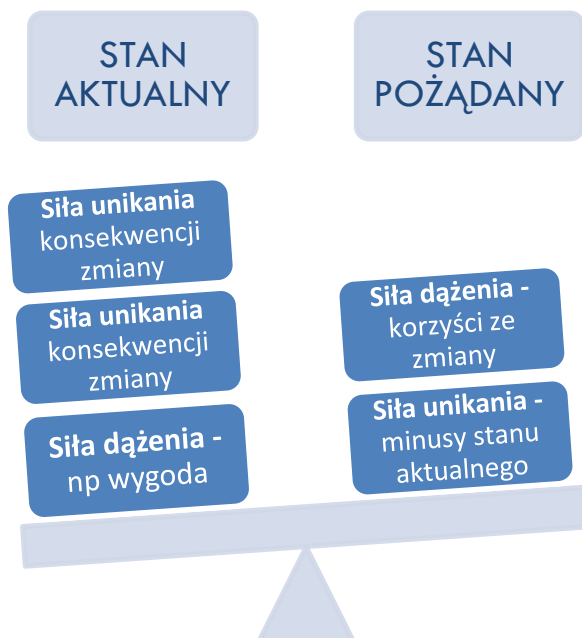 STAN
AKTUALNY
STAN
POŻĄDANY
Siła unikania
konsekwencji
zmiany
Siła unikania
konsekwencji
zmiany
Siła dążenia -
np wygoda
Siła dążenia -
korzyści ze
zmiany
Siła unikania -
minusy stanu
aktualnego